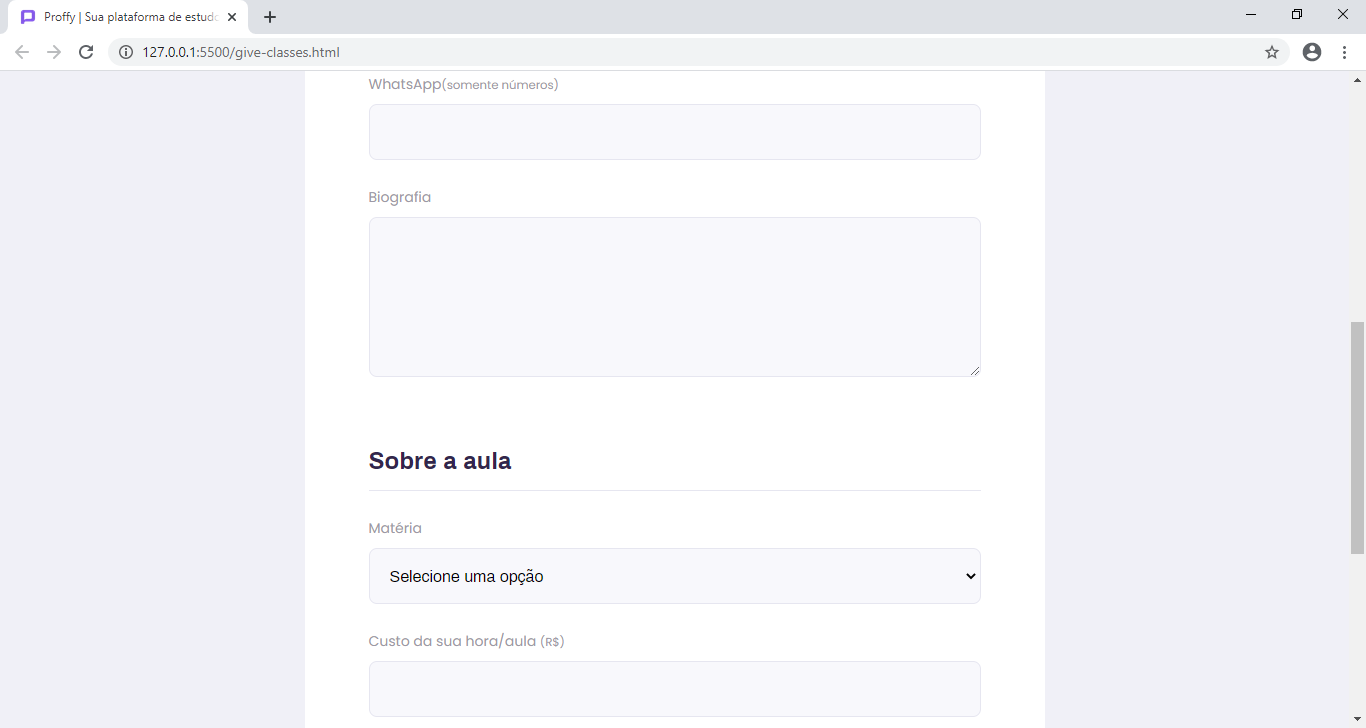 Proffy | Sua plataforma de estudo
127.0.0.1:5500/give-classes.html
WhatsApp(somente números)
Biografia
Sobre a aula
Matéria
Selecione uma opção
Custo da sua hora/aula (R$)